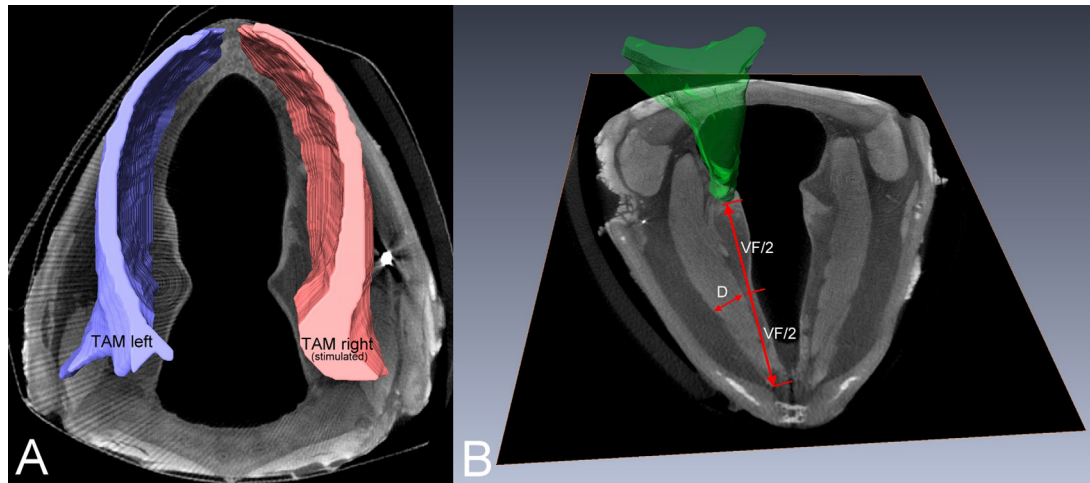 TAM left
TAM right
(stimulated)
A
VF/2
D
VF/2
B